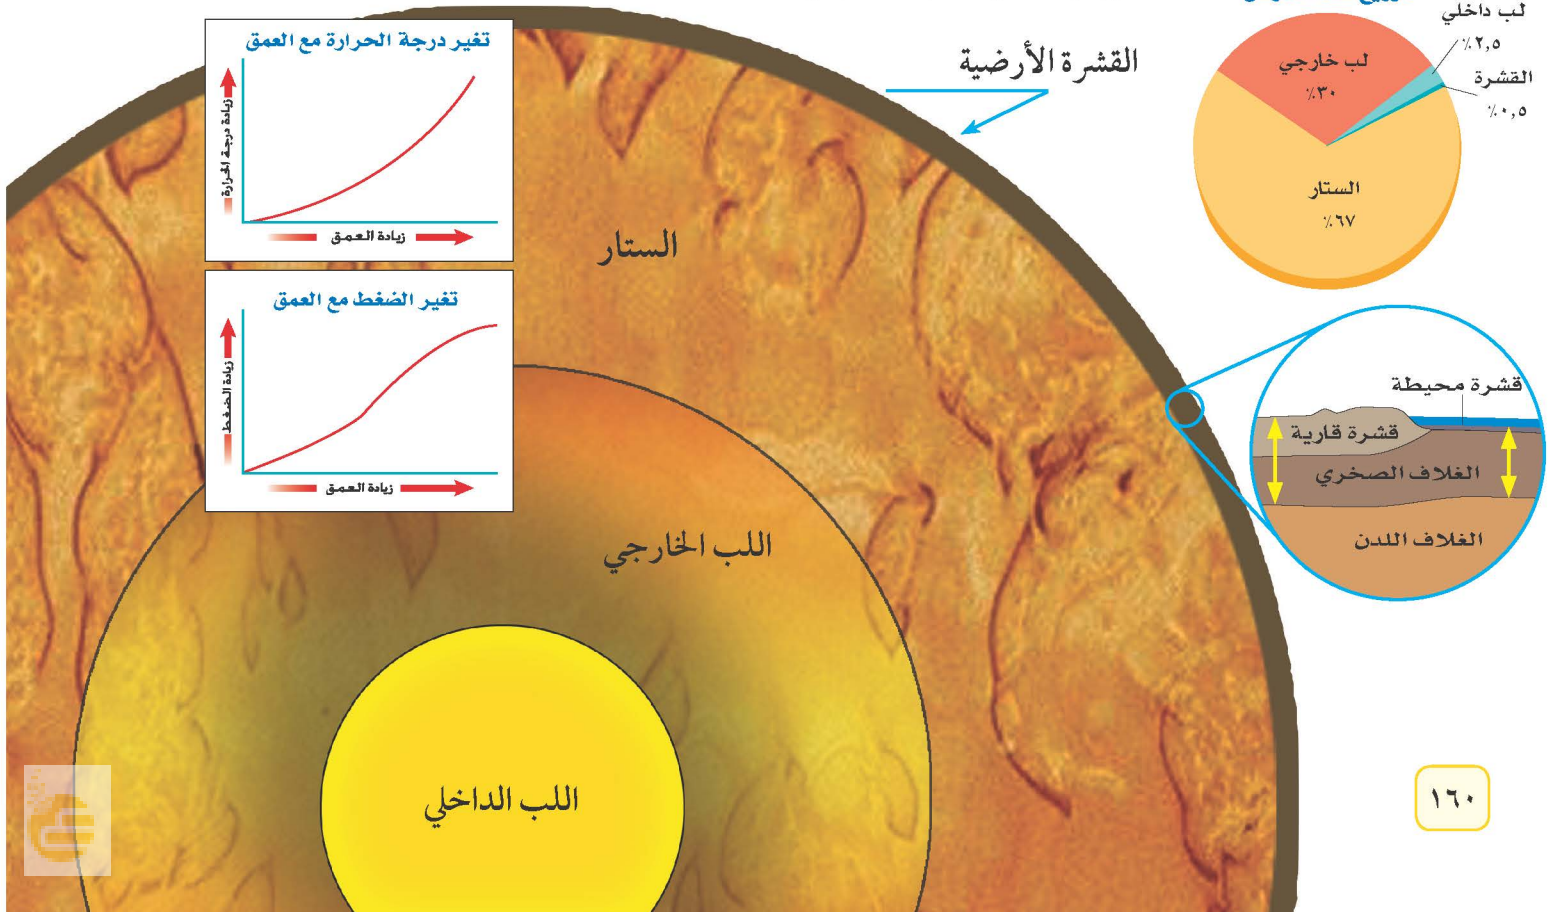 لب داخلي
٪٢,٥
القشرة
٪٠,٥
لب خارجي
٪٣٠
الستار
٪٦٧
القشرة الأرضية
تغير درجة الحرارة مع العمق
زيادة درجة الحرارة
زيادة العمق
تغير الضغط مع العمق
زيادة الضغط
زيادة العمق
الستار
اللب الخارجي
اللب الداخلي
قشرة محيطة
قشرة قارية
الغلاف الصخري
الغلاف اللدن
١٦٠